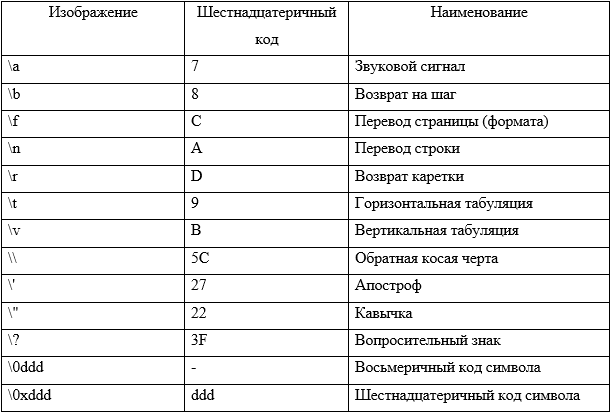 Изображение Шестнадцатеричный код Наименование
\a 7 Звуковой сигнал
\b 8 Возврат на шаг
\f C Перевод страницы (формата)
\n A Перевод строки
\r D Возврат каретки
\t 9 Горизонтальная табуляция
\v B Вертикальная табуляция
\\ 5C Обратная косая черта
\' 27 Апостроф
\" 22 Кавычка
\? 3F Вопросительный знак
\0ddd - Восьмеричный код символа
\0xddd ddd Шестнадцатеричный код символа